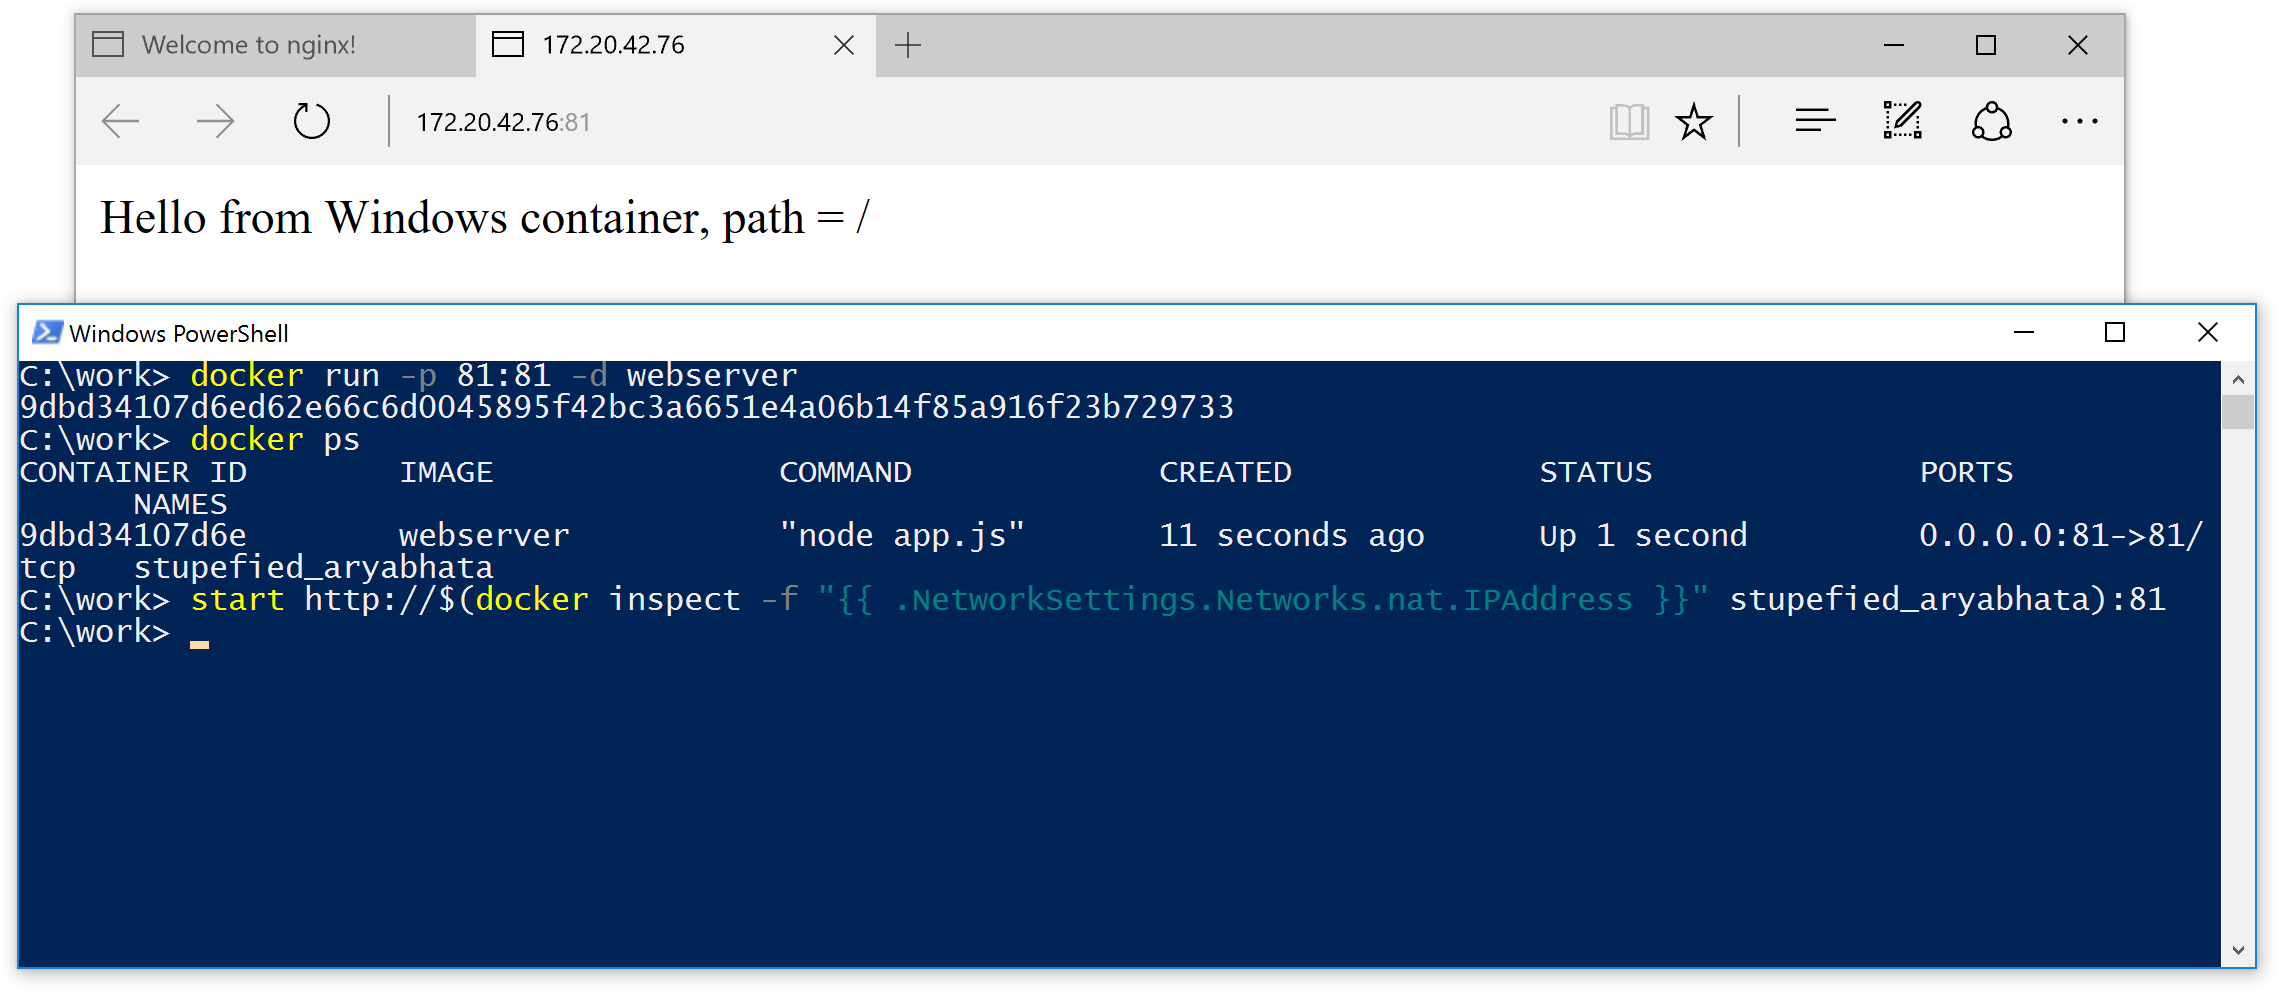 Welcome to nginx!
172.20.42.76
172.20.42.76:81
Hello from Windows container, path = /
Windows PowerShell
C:\work> docker run -p 81:81 -d webserver
9dbd34107d6ed62e66c6d0045895f42bc3a6651e4a06b14f85a916f23b729733
C:\work> docker ps
CONTAINER ID        IMAGE               COMMAND             CREATED             STATUS              PORTS
      NAMES
9dbd34107d6e        webserver           "node app.js"       11 seconds ago      Up 1 second         0.0.0.0:81->81/
tcp   stupefied_aryabhata
C:\work> start http://$(docker inspect -f "{{ .NetworkSettings.Networks.nat.IPAddress }}" stupefied_aryabhata):81
C:\work>